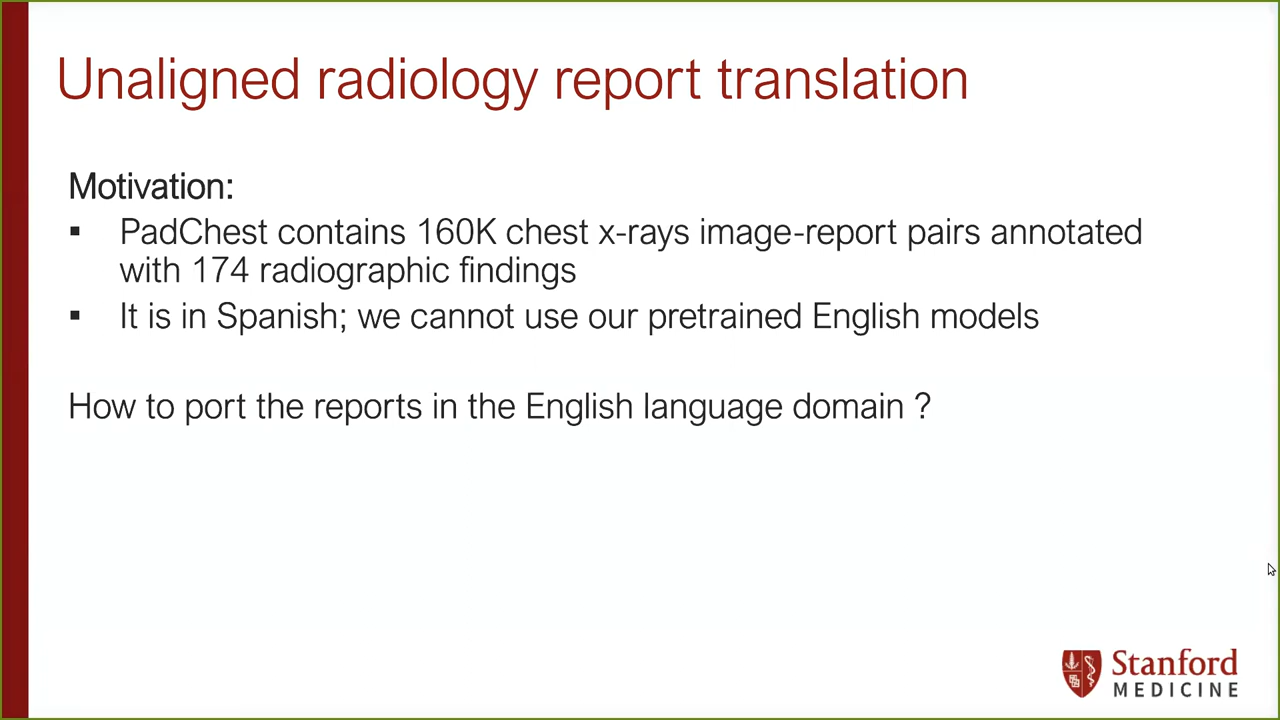 Unaligned radiology report translation
Motivation:
▪ PadChest contains 160K chest x-rays image-report pairs annotated
with 174 radiographic findings
▪ It is in Spanish; we cannot use our pretrained English models
How to port the reports in the English language domain ?
Stanford
MEDICINE